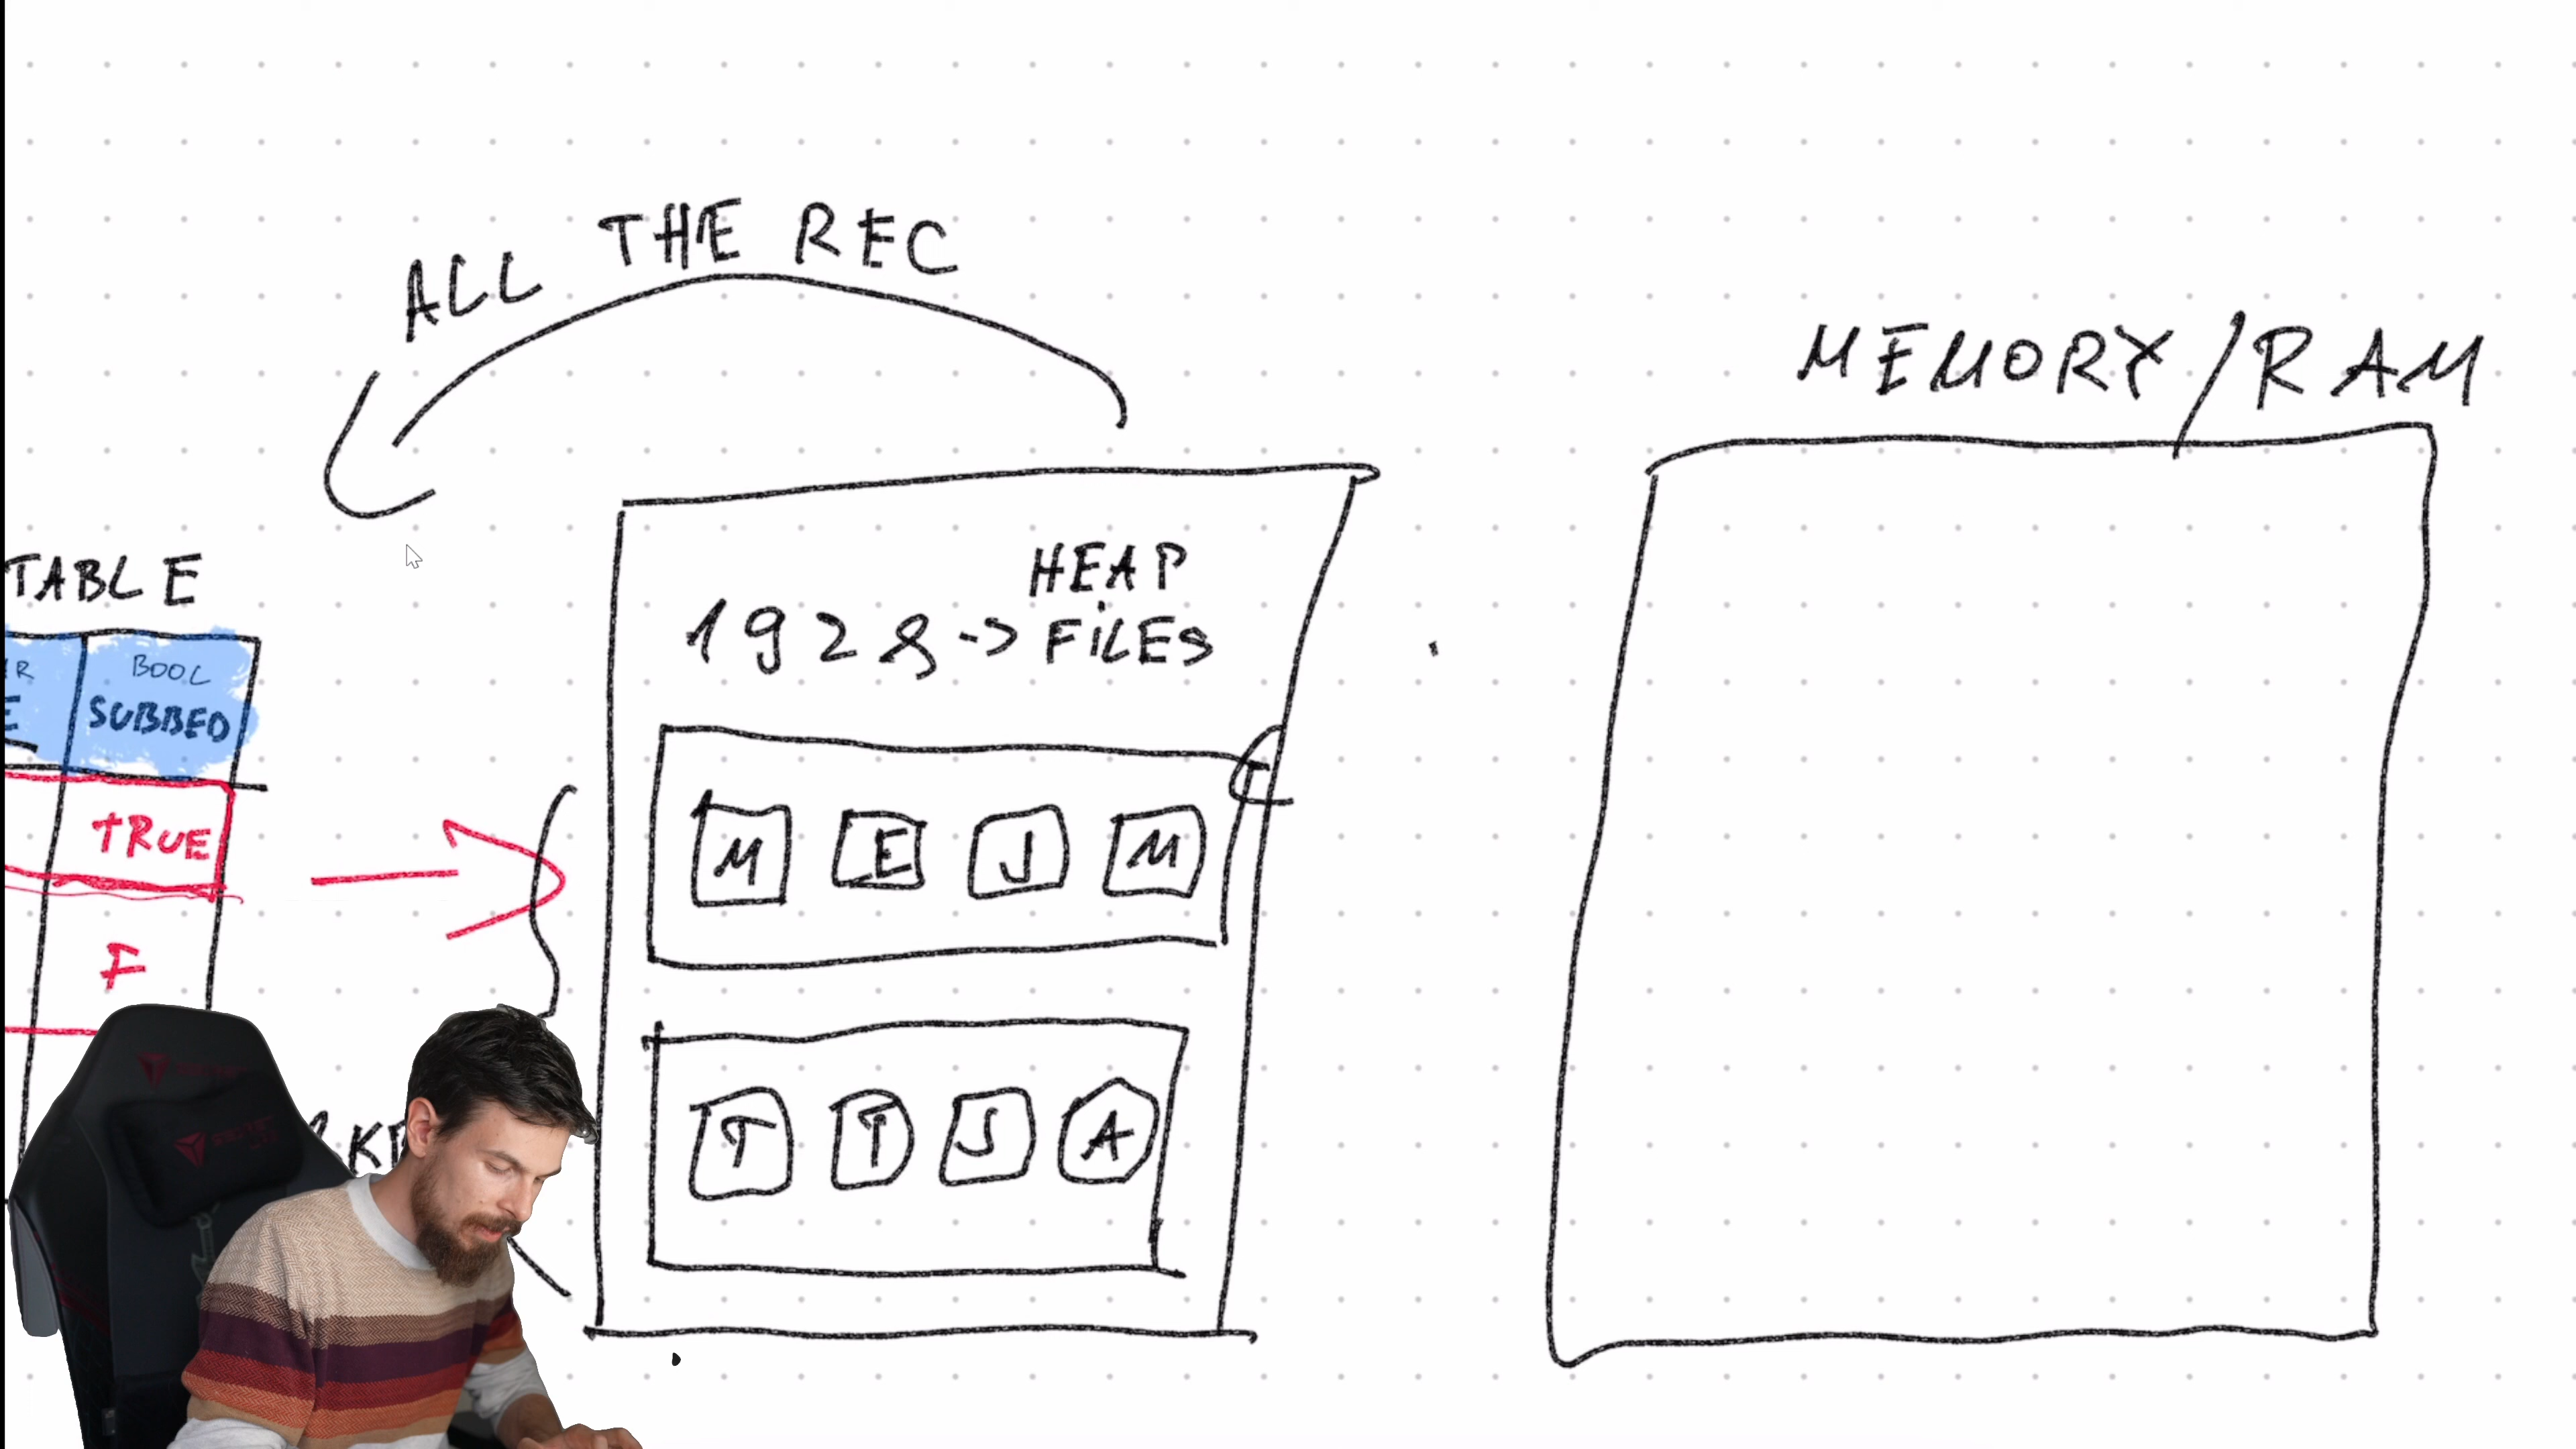 ALL THE REC
MEMORY/RAM
TABLE
HEAP
1928 -> FILES
BOOL
SUBBED
TRUE
F
M E J M
T T J A